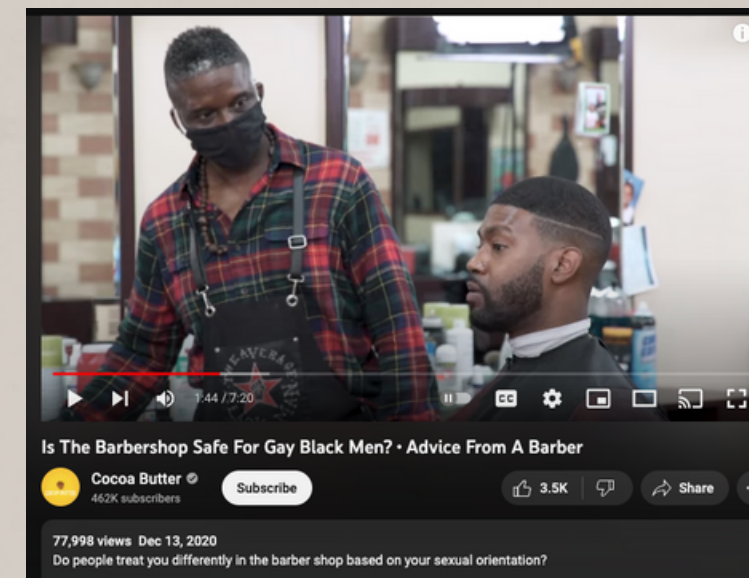 1:44 / 7:20
CC
Is The Barbershop Safe For Gay Black Men? • Advice From A Barber
Cocoa Butter
462K subscribers
Subscribe
3.5K
Share
77,998 views Dec 13, 2020
Do people treat you differently in the barber shop based on your sexual orientation?